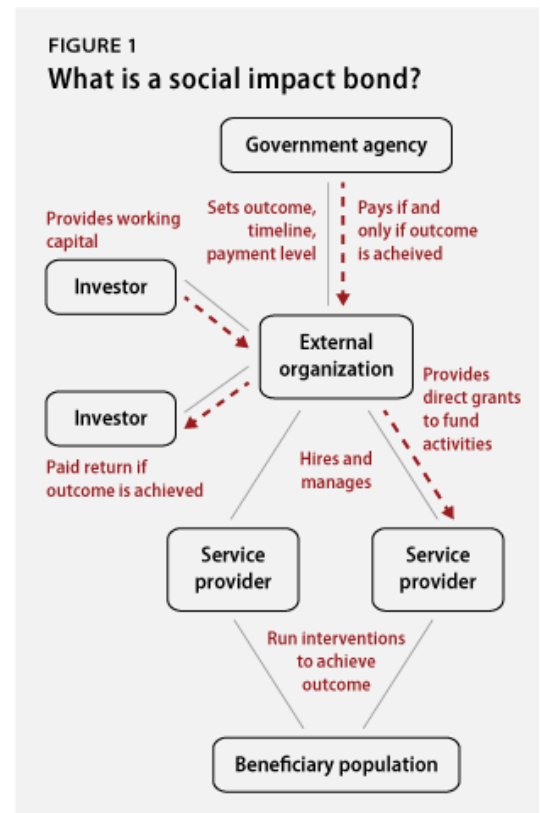 FIGURE 1
What is a social impact bond?
Government agency
Provides working
capital
Sets outcome,
timeline,
payment level
Pays if and
only if outcome
is acheived
Investor
External
organization
Investor
Provides
direct grants
to fund
activities
Paid return if
outcome is achieved
Hires and
manages
Service
provider
Service
provider
Run interventions
to achieve
outcome
Beneficiary population